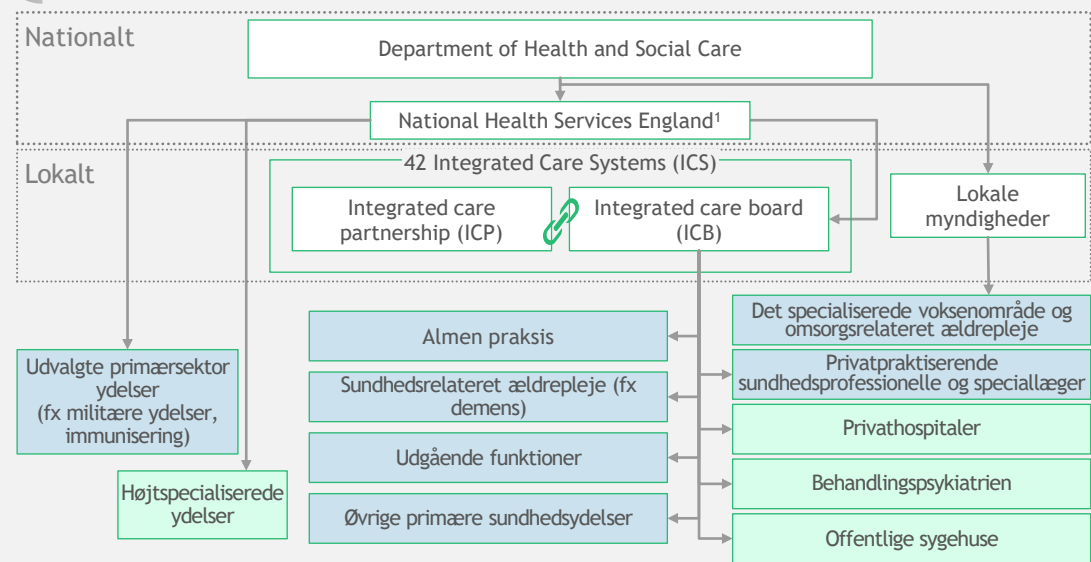 Nationalt
Department of Health and Social Care
National Health Services England¹
Lokalt
42 Integrated Care Systems (ICS)
Integrated care
partnership (ICP)
Integrated care board
(ICB)
Lokale
myndigheder
Det specialiserede voksenområde og
omsorgsrelateret ældrepleje
Almen praksis
Udvalgte primærsektor
ydelser
(fx militære ydelser,
immunisering)
Privatpraktiserende
sundhedsprofessionelle og speciallæger
Sundhedsrelateret ældrepleje (fx
demens)
Privathospitaler
Udgående funktioner
Behandlingspsykiatrien
Højtspecialiserede
ydelser
Øvrige primære sundhedsydelser
Offentlige sygehuse